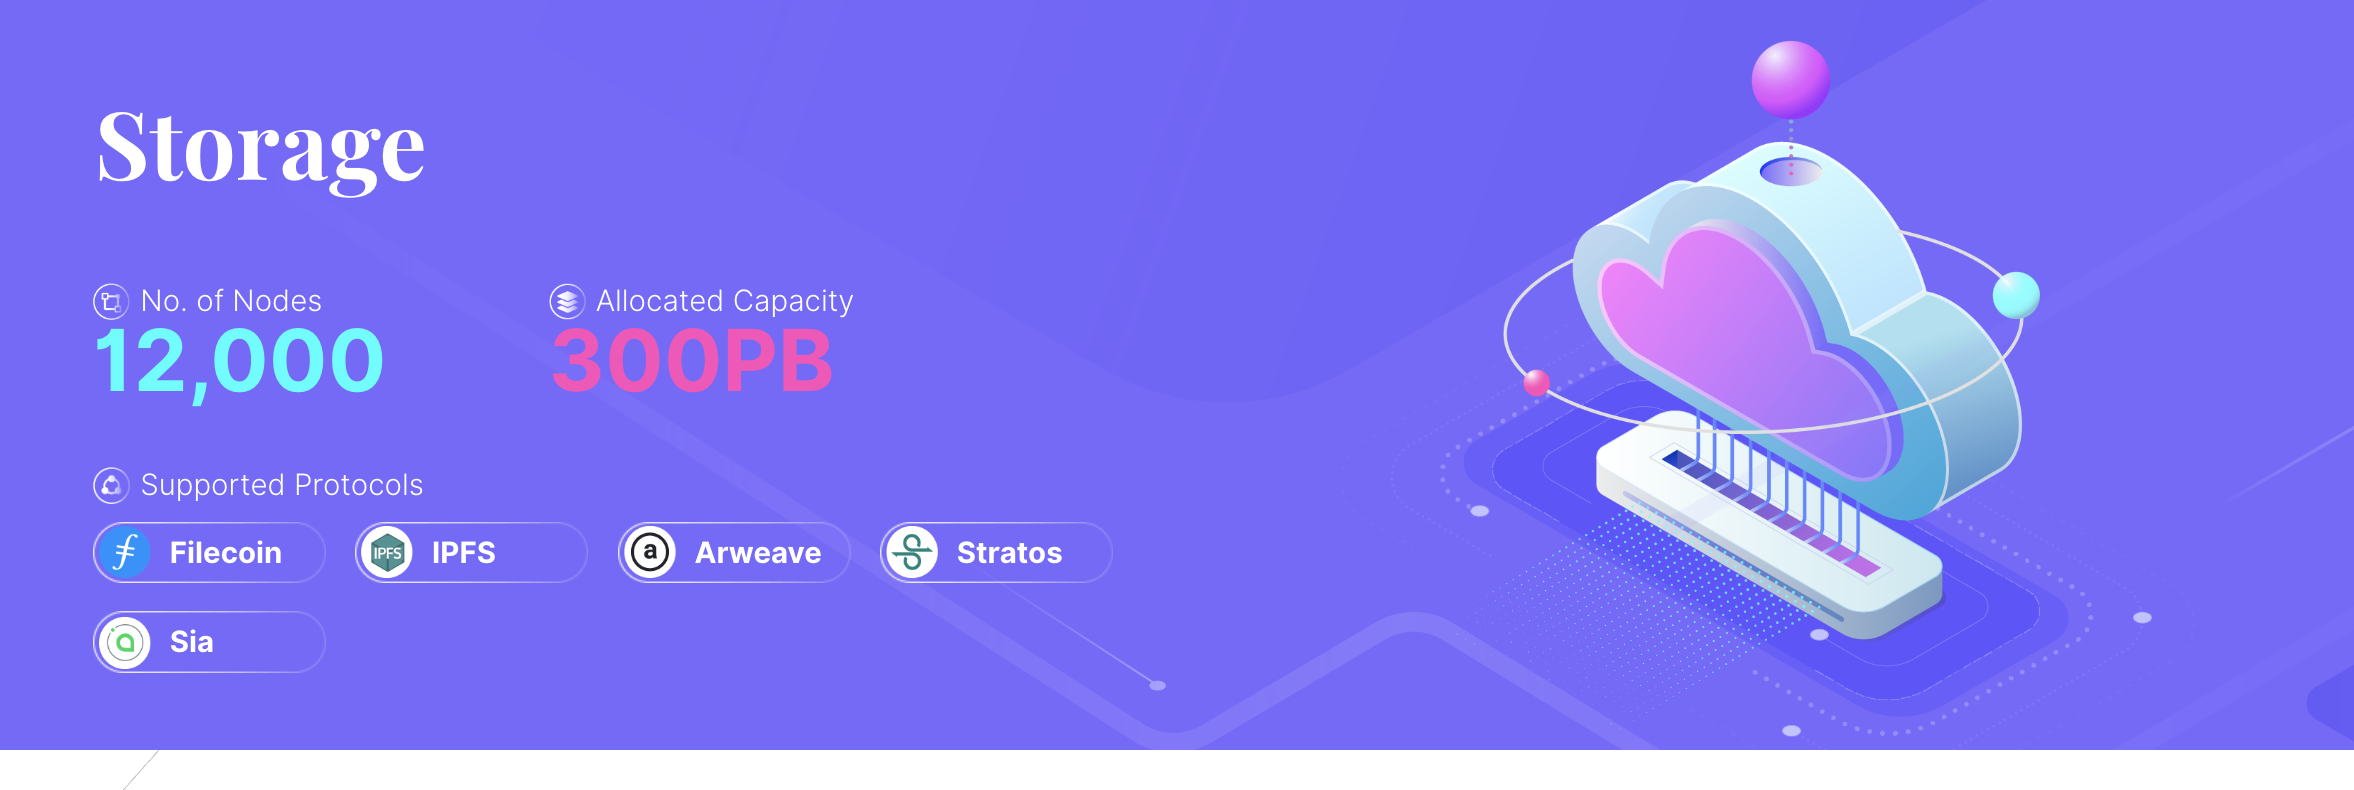 Storage
No. of Nodes
12,000
Allocated Capacity
300PB
Supported Protocols
Filecoin
IPFS
IPFS
a
Arweave
Stratos
Sia